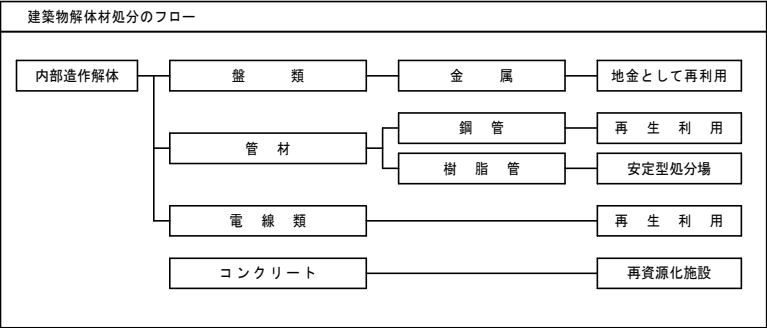 建築物解体材処分のフロー
内部造作解体 盤類 金属 地金として再利用
鋼管 再生利用
管材
樹脂管 安定型処分場
電線類 再生利用
コンクリート 再資源化施設